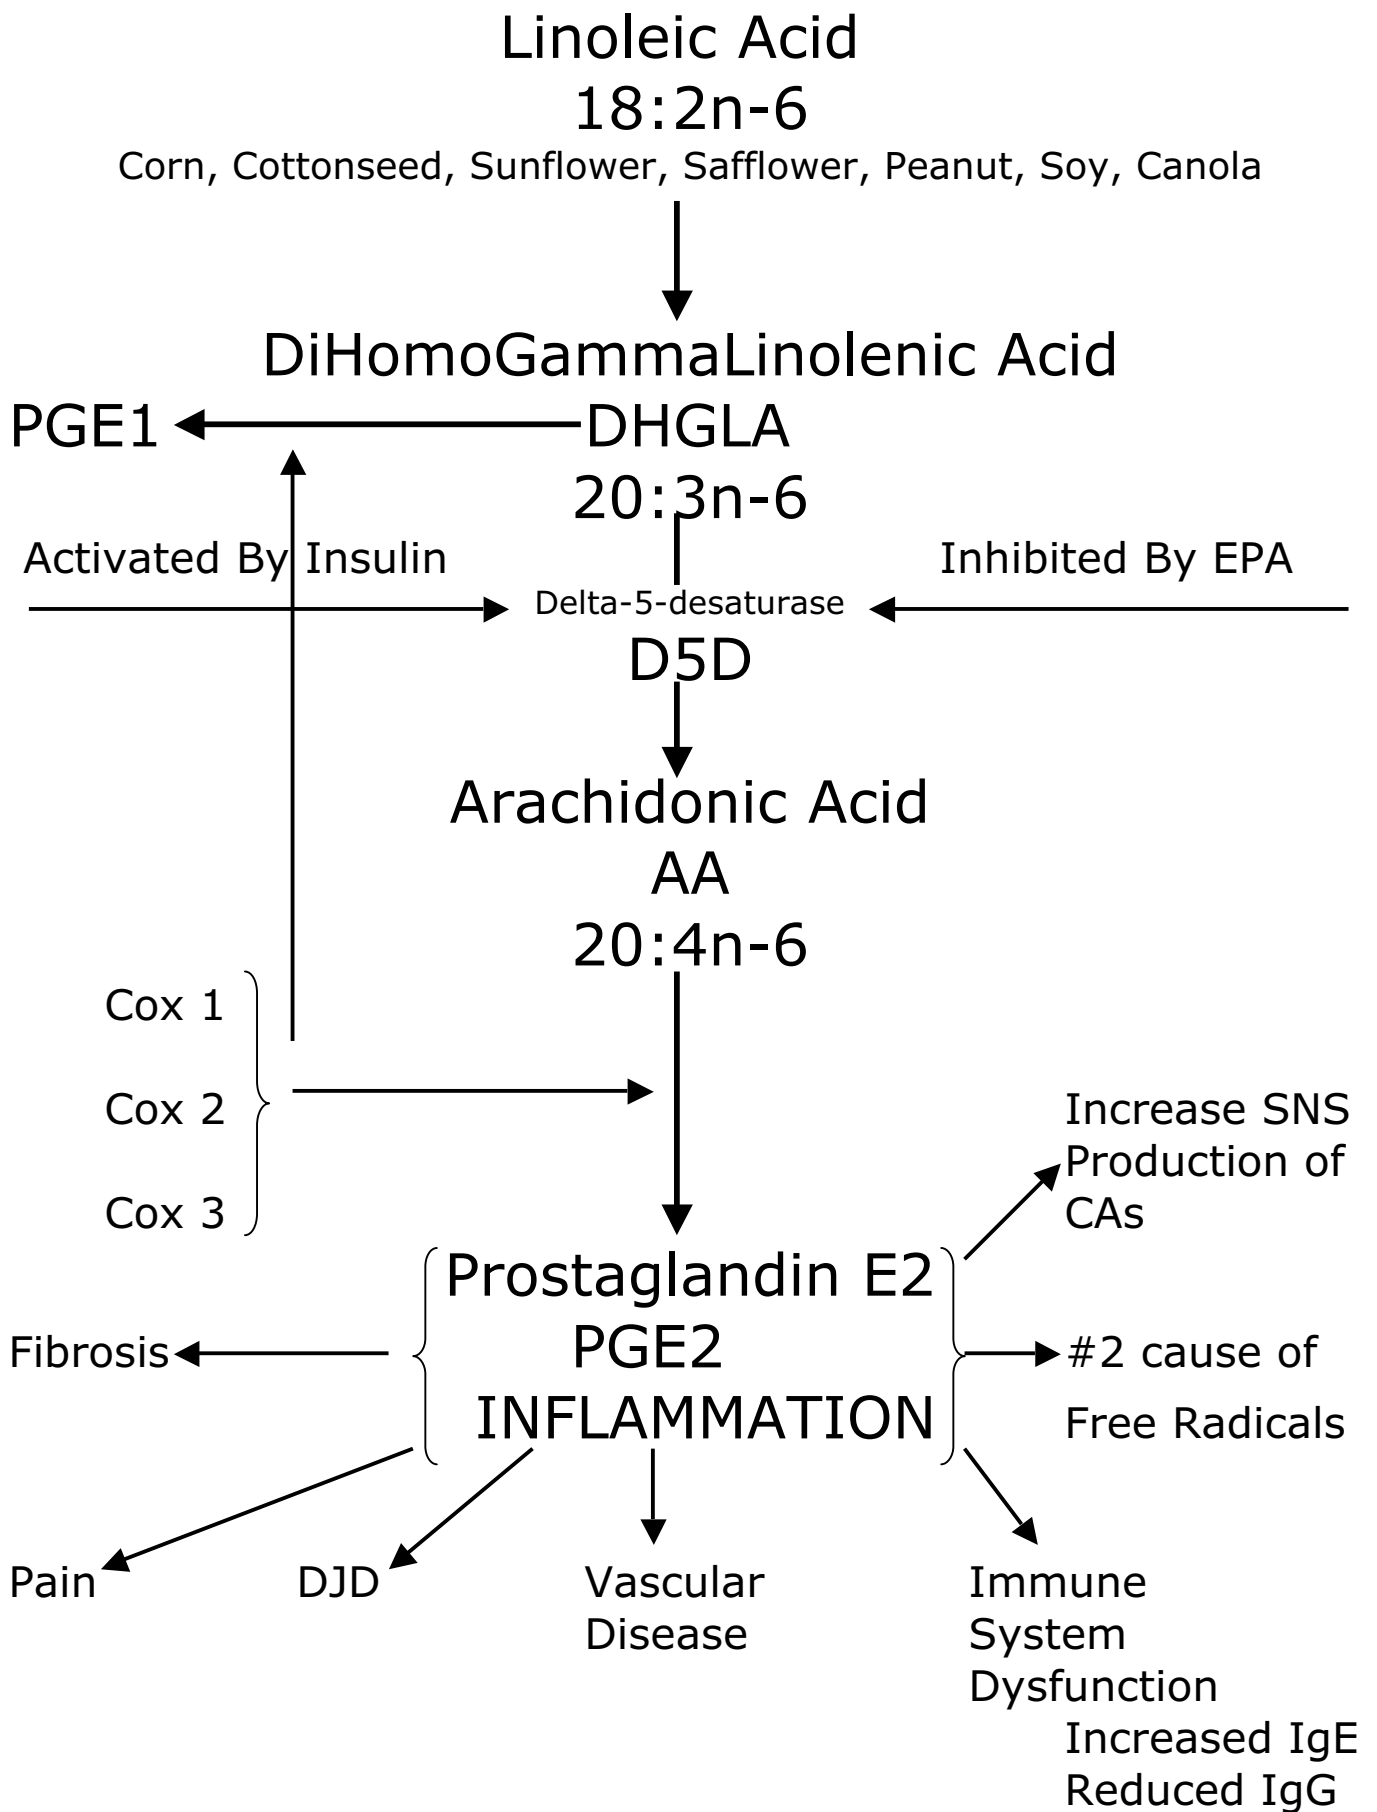 Linoleic Acid
18:2n-6
Corn, Cottonseed, Sunflower, Safflower, Peanut, Soy, Canola
DiHomoGammaLinolenic Acid
PGE1 DHGLA
20:3n-6
Activated By Insulin Inhibited By EPA
Delta-5-desaturase
D5D
Arachidonic Acid
AA
20:4n-6
Cox 1
Cox 2
Cox 3
Increase SNS
Production of
CAs
Prostaglandin E2
PGE2
INFLAMMATION
Fibrosis
#2 cause of
Free Radicals
Pain
DJD
Vascular
Disease
Immune
System
Dysfunction
Increased IgE
Reduced IgG